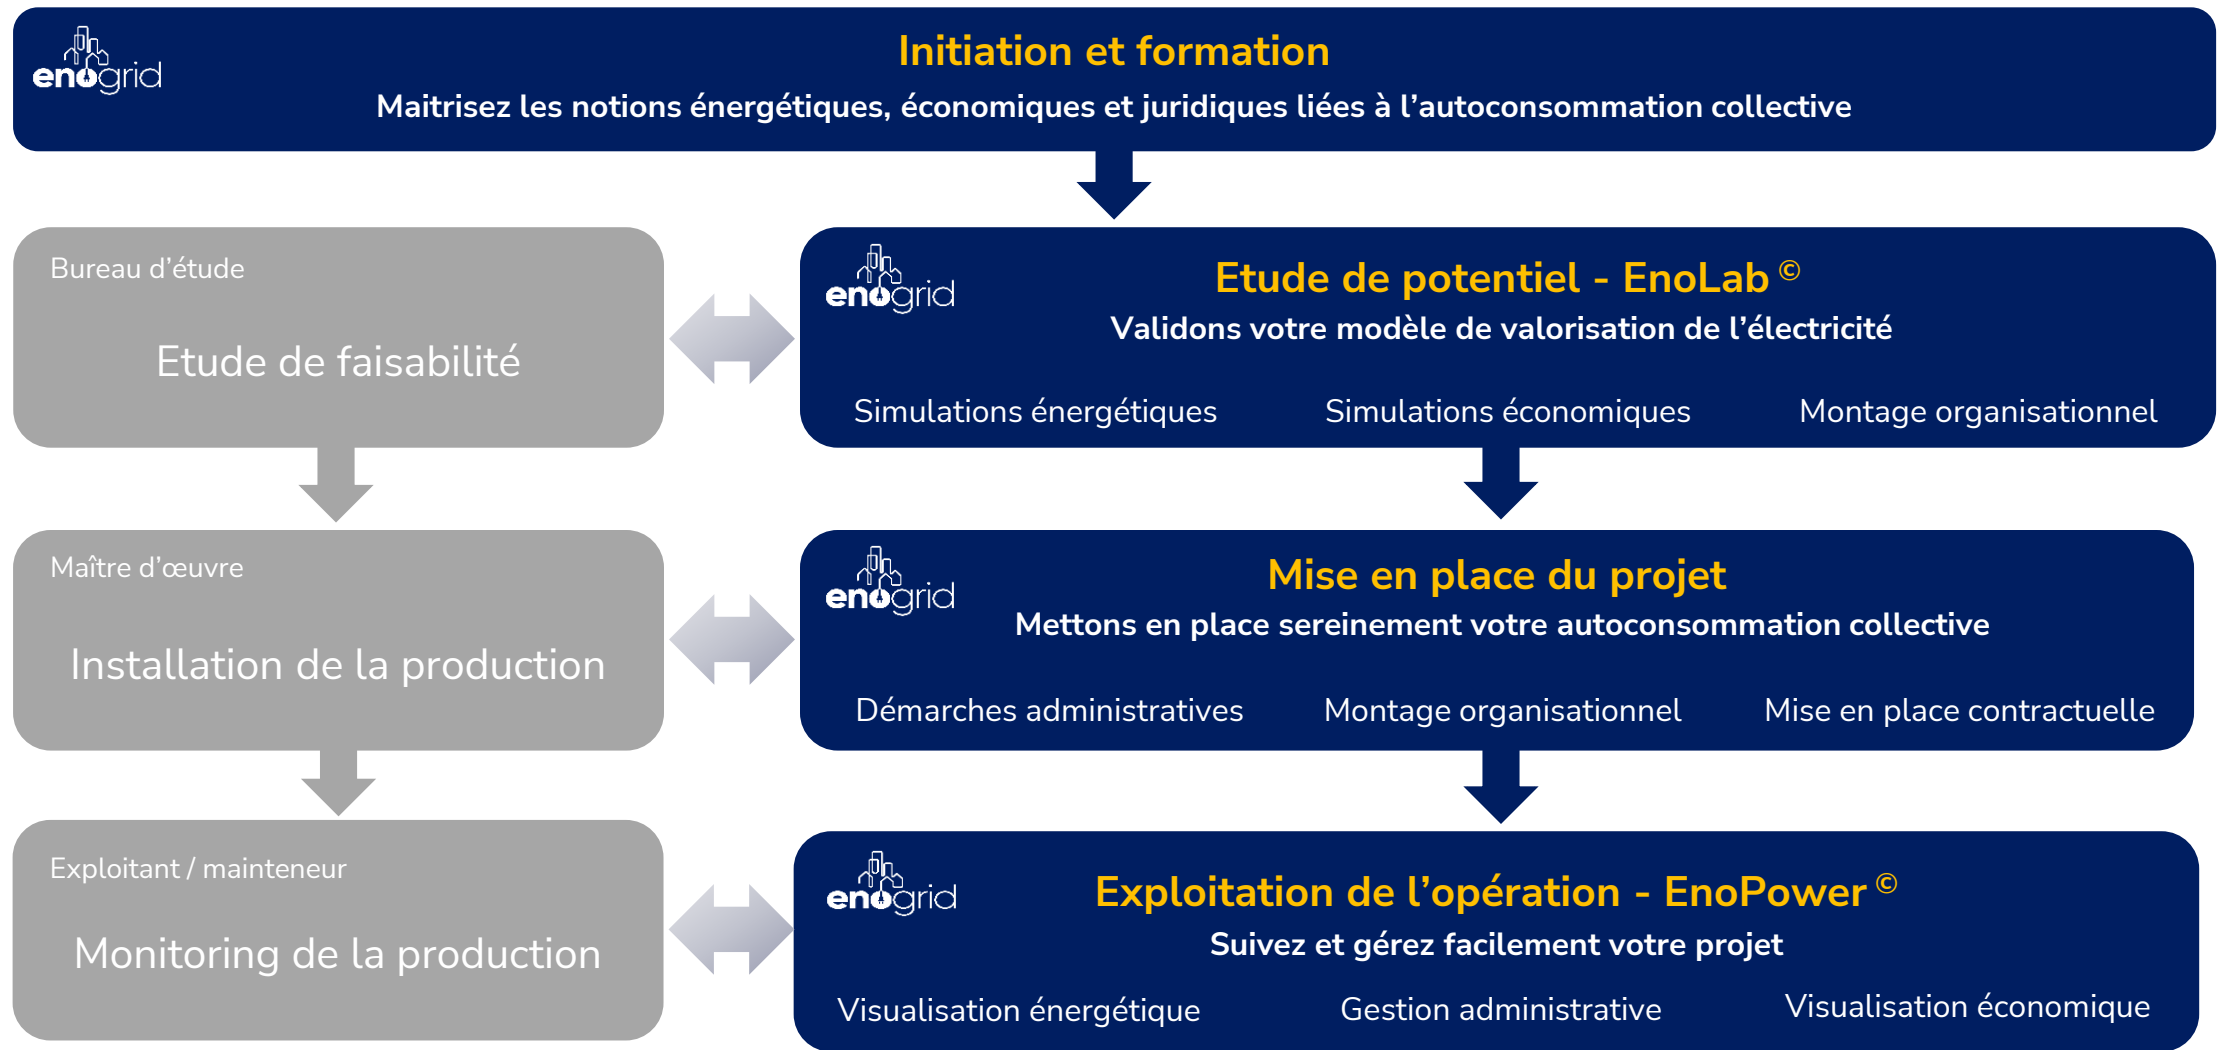 enogrid
Initiation et formation
Maitrisez les notions énergétiques, économiques et juridiques liées à l’autoconsommation collective
Bureau d’étude
Etude de faisabilité
enogrid
Etude de potentiel - EnoLab ©
Validons votre modèle de valorisation de l’électricité
Simulations énergétiques Simulations économiques Montage organisationnel
Maître d’œuvre
Installation de la production
enogrid
Mise en place du projet
Mettons en place sereinement votre autoconsommation collective
Démarches administratives Montage organisationnel Mise en place contractuelle
Exploitant / mainteneur
Monitoring de la production
enogrid
Exploitation de l’opération - EnoPower ©
Suivez et gérez facilement votre projet
Visualisation énergétique Gestion administrative Visualisation économique